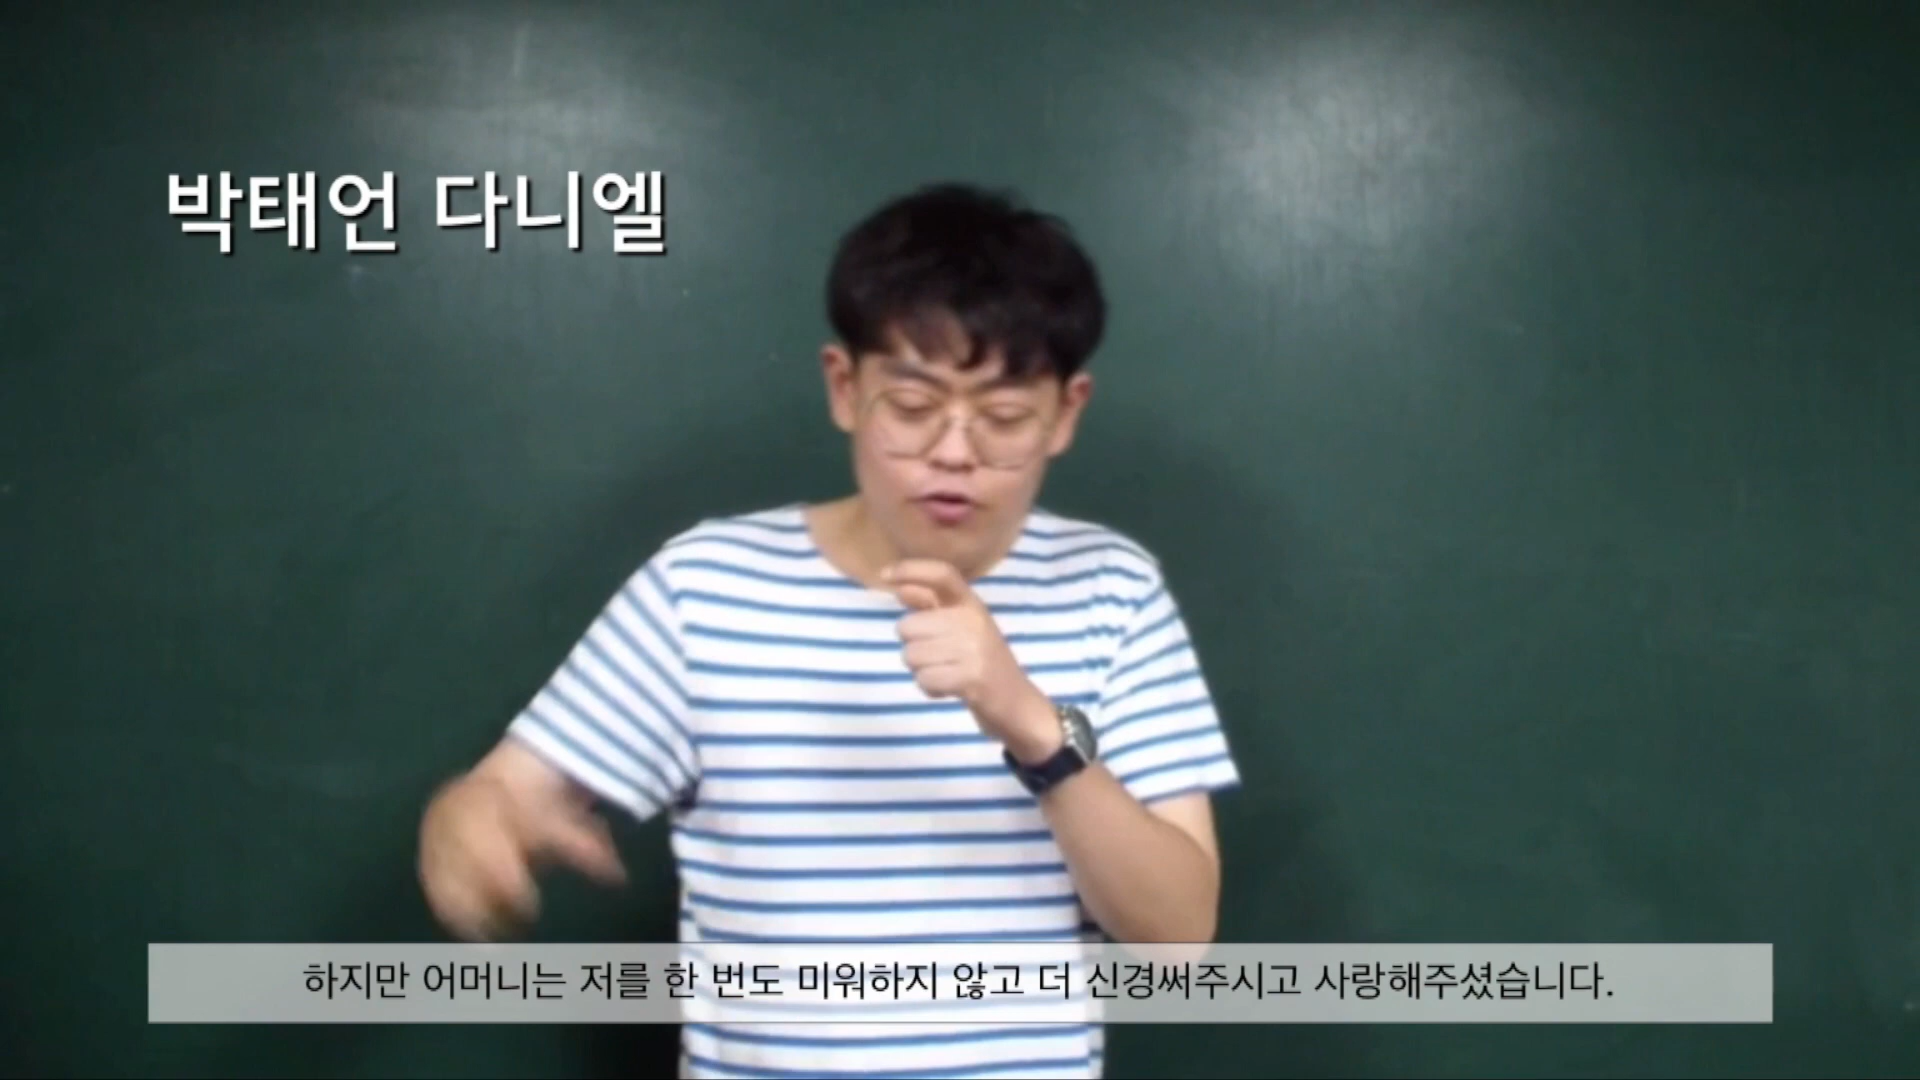 박태언 다니엘
하지만 어머니는 저를 한 번도 미워하지 않고 더 신경써주시고 사랑해주셨습니다.